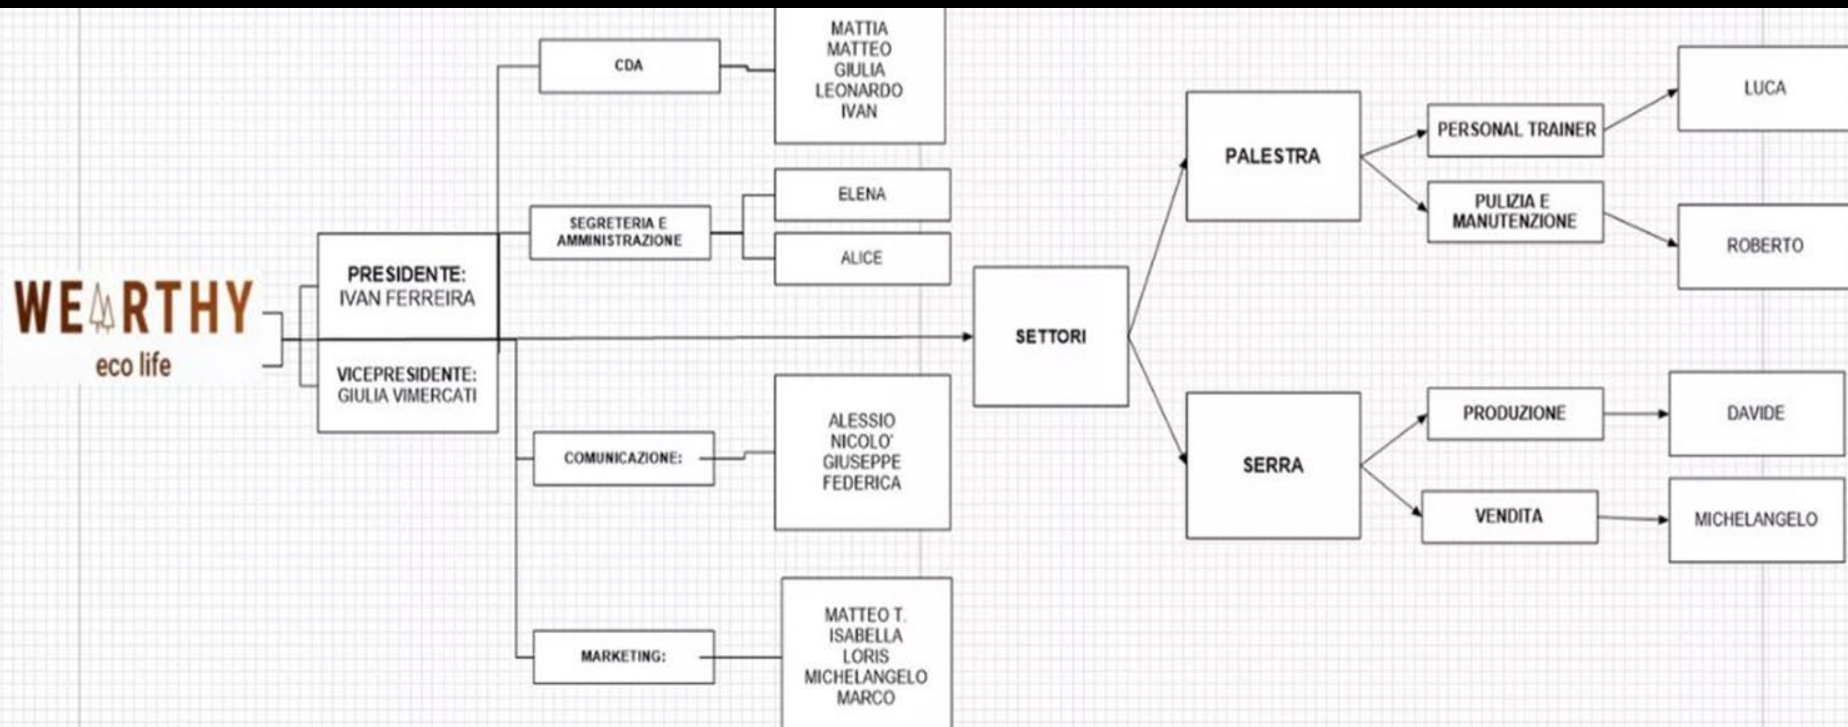 WEARTHY
eco life
PRESIDENTE:
IVAN FERREIRA
VICEPRESIDENTE:
GIULIA VIMERCATI
CDA
MATTIA
MATTEO
GIULIA
LEONARDO
IVAN
SEGRETERIA E
AMMINISTRAZIONE
ELENA
ALICE
COMUNICAZIONE:
ALESSIO
NICOLO'
GIUSEPPE
FEDERICA
MARKETING:
MATTEO T.
ISABELLA
LORIS
MICHELANGELO
MARCO
SETTORI
PALESTRA
PERSONAL TRAINER
LUCA
PULIZIA E
MANUTENZIONE
ROBERTO
SERRA
PRODUZIONE
DAVIDE
VENDITA
MICHELANGELO